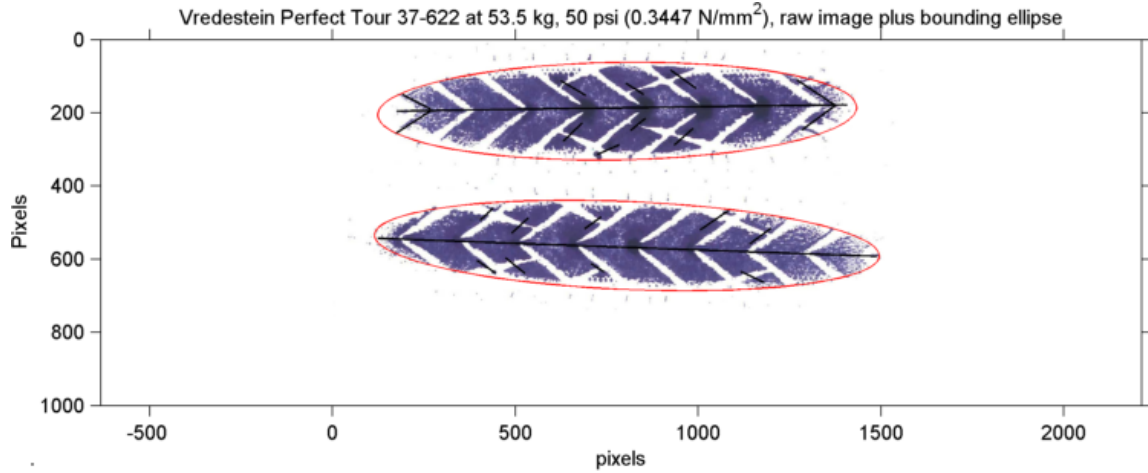 Vredestein Perfect Tour 37-622 at 53.5 kg, 50 psi (0.3447 N/mm²), raw image plus bounding ellipse
0
200
400
600
800
1000
Pixels
-500 0 500 1000 1500 2000
pixels